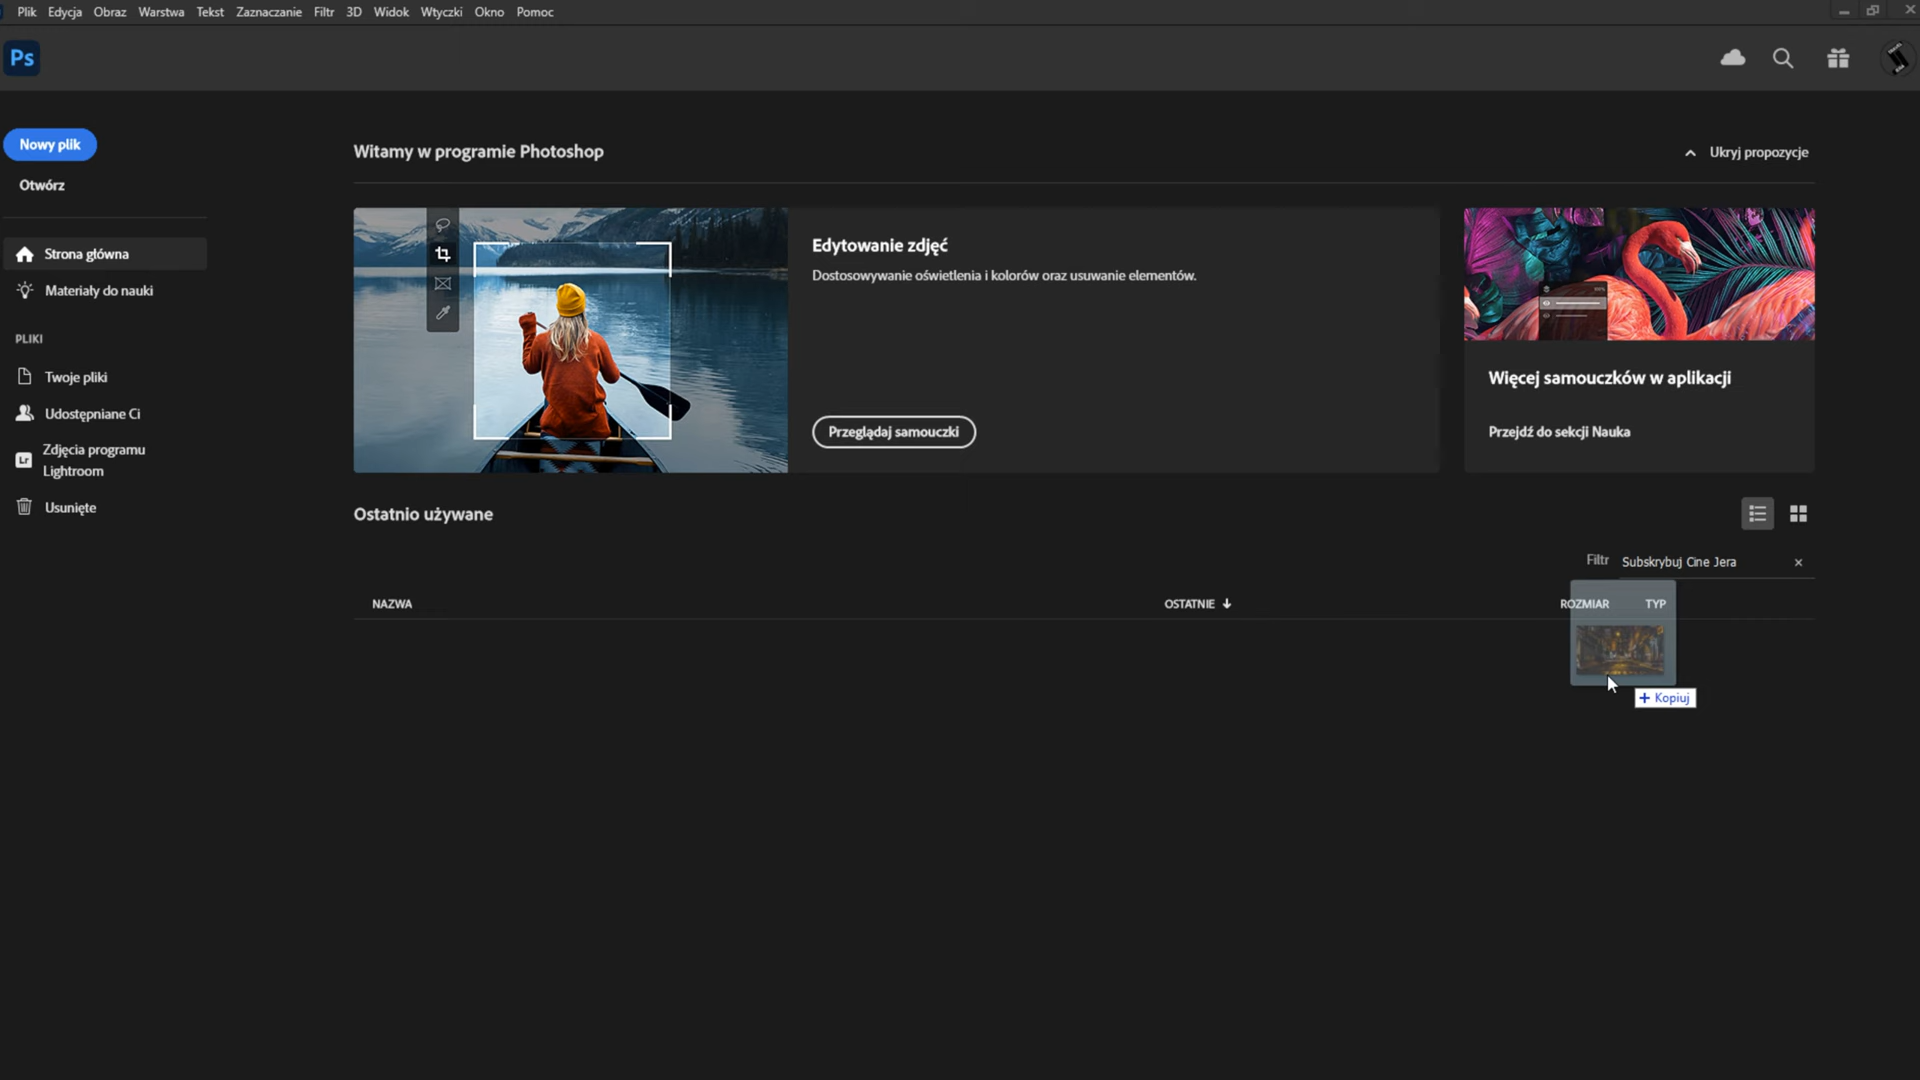 Plik Edycja Obraz Warstwa Tekst Zaznaczanie Filtr 3D Widok Wtyczki Okno Pomoc
Ps
Nowy plik
Otwórz
Strona główna
Materiały do nauki
PLIKI
Twoje pliki
Udostępniane Ci
Lr Zdjęcia programu
Lightroom
Usunięte
Witamy w programie Photoshop
Ukryj propozycje
Edytowanie zdjęć
Dostosowywanie oświetlenia i kolorów oraz usuwanie elementów.
Przeglądaj samouczki
Więcej samouczków w aplikacji
Przejdź do sekcji Nauka
Ostatnio używane
Filtr Subskrybuj Cine Jera
NAZWA OSTATNIE ROZMIAR TYP
+ Kopiuj